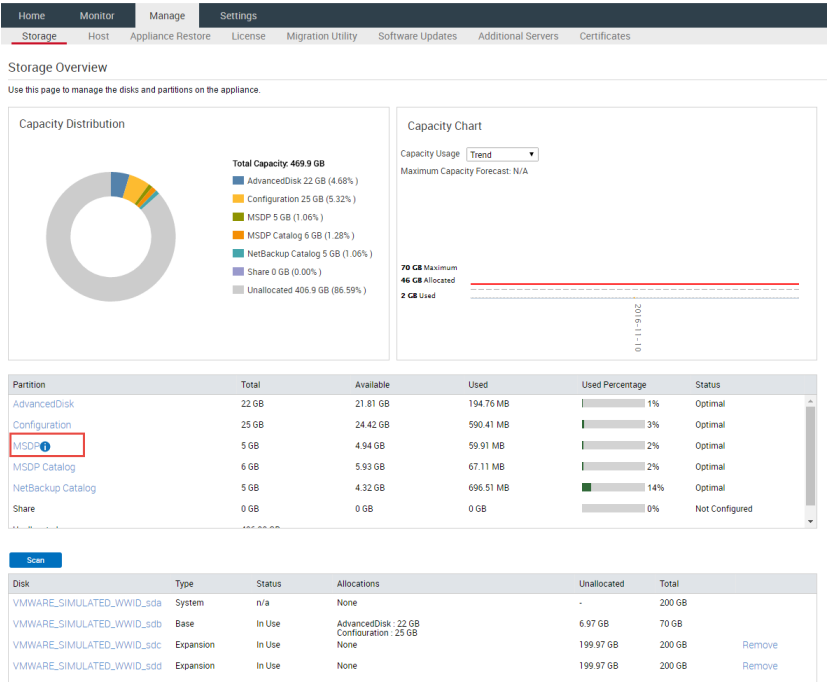 Home Monitor Manage Settings
Storage Host Appliance Restore License Migration Utility Software Updates Additional Servers Certificates
Storage Overview
Use this page to manage the disks and partitions on the appliance.
Capacity Distribution
Total Capacity: 469.9 GB
AdvancedDisk 22 GB (4.68% )
Configuration 25 GB (5.32% )
MSDP 5 GB (1.06% )
MSDP Catalog 6 GB (1.28% )
NetBackup Catalog 5 GB (1.06% )
Share 0 GB (0.00% )
Unallocated 406.9 GB (86.59% )
Capacity Chart
Capacity Usage Trend
Maximum Capacity Forecast: N/A
70 GB Maximum
46 GB Allocated
2 GB Used
2016-11-10
Partition Total Available Used Used Percentage Status
AdvancedDisk 22 GB 21.81 GB 194.76 MB 1% Optimal
Configuration 25 GB 24.42 GB 590.41 MB 3% Optimal
MSDP 5 GB 4.94 GB 59.91 MB 2% Optimal
MSDP Catalog 6 GB 5.93 GB 67.11 MB 2% Optimal
NetBackup Catalog 5 GB 4.32 GB 696.51 MB 14% Optimal
Share 0 GB 0 GB 0 GB 0% Not Configured
Scan
Disk Type Status Allocations Unallocated Total
VMWARE_SIMULATED_WWID_sda System n/a None - 200 GB
VMWARE_SIMULATED_WWID_sdb Base In Use AdvancedDisk : 22 GB 6.97 GB 70 GB
Configuration : 25 GB
VMWARE_SIMULATED_WWID_sdc Expansion In Use None 199.97 GB 200 GB Remove
VMWARE_SIMULATED_WWID_sdd Expansion In Use None 199.97 GB 200 GB Remove